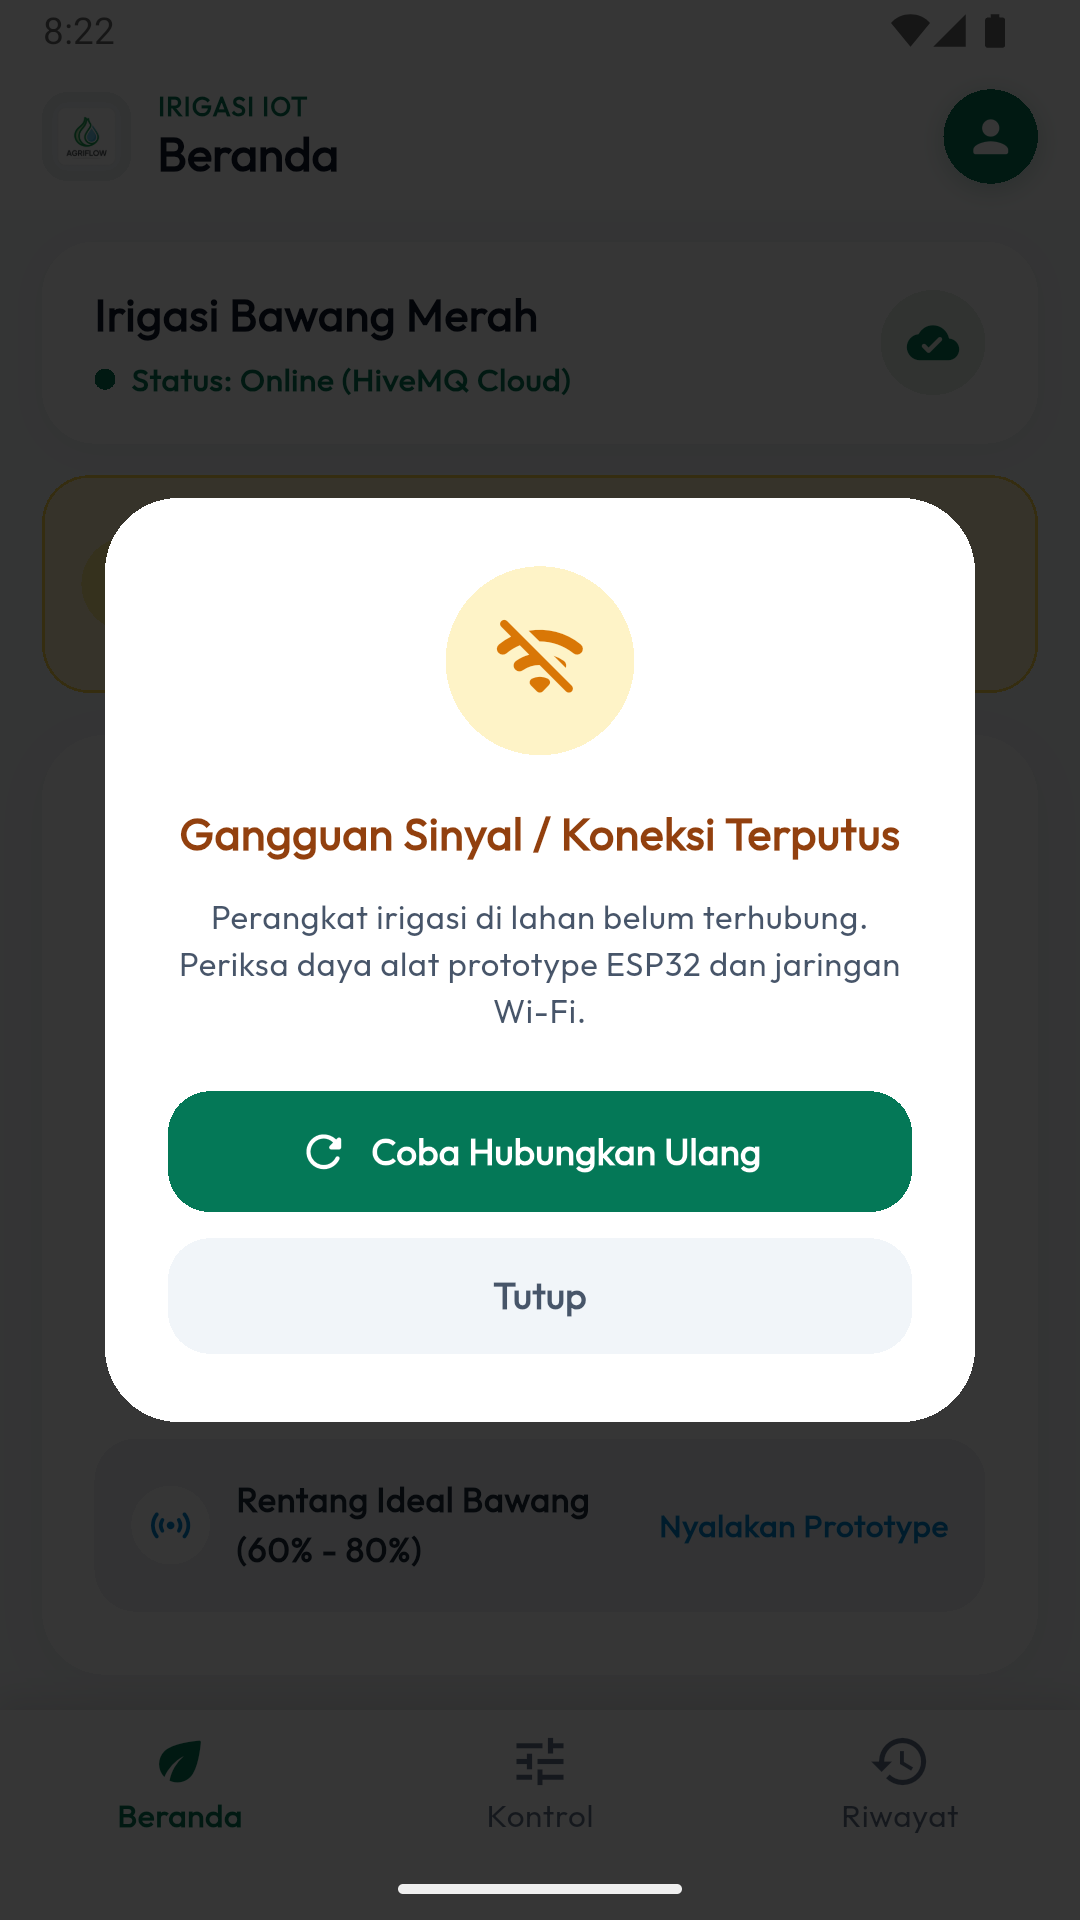 8:22
AGRIFLOW
IRIGASI IOT
Beranda
Irigasi Bawang Merah
Status: Online (HiveMQ Cloud)
Gangguan Sinyal / Koneksi Terputus
Perangkat irigasi di lahan belum terhubung.
Periksa daya alat prototype ESP32 dan jaringan
Wi-Fi.
Coba Hubungkan Ulang
Tutup
Rentang Ideal Bawang
(60% - 80%)
Nyalakan Prototype
Beranda
Kontrol
Riwayat